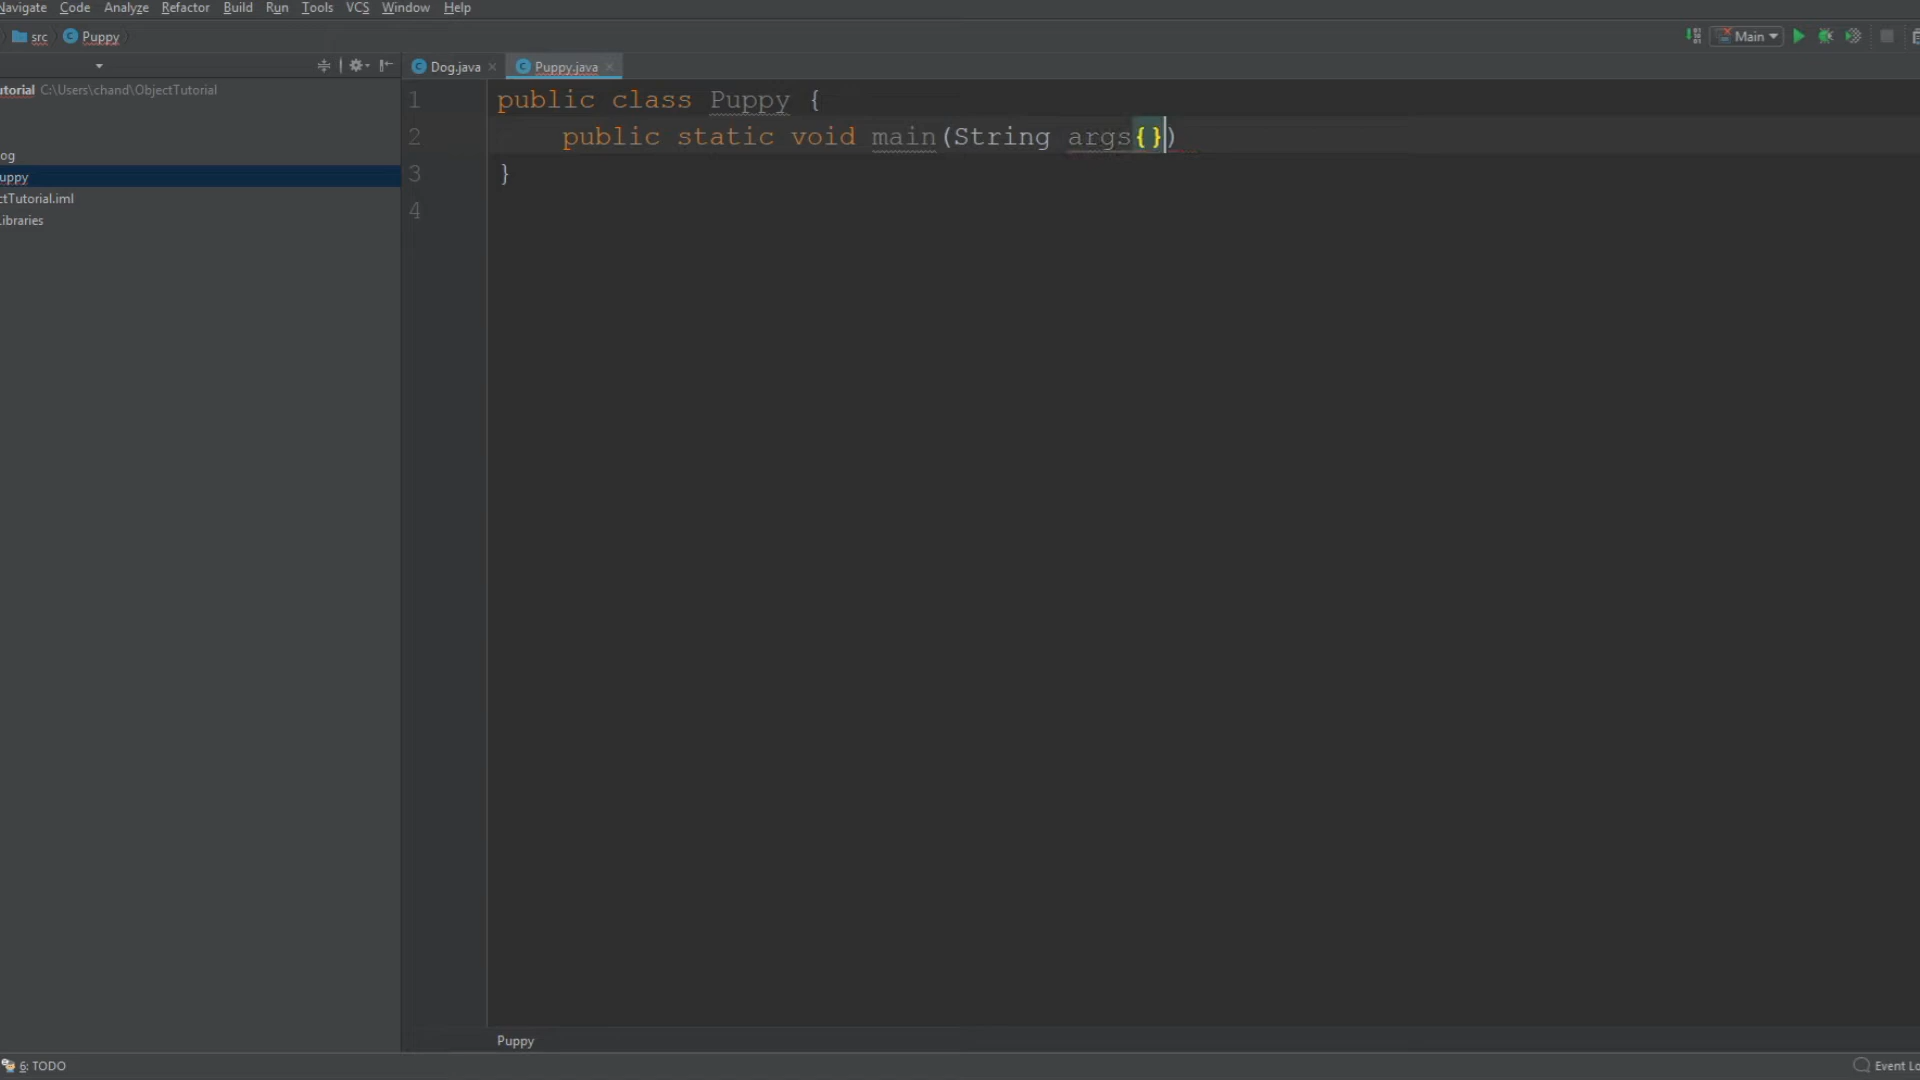 Navigate Code Analyze Refactor Build Run Tools VCS Window Help
src Puppy
Main
Dog.java Puppy.java
utorial C:\Users\chand\ObjectTutorial
og
uppy
ctTutorial.iml
Libraries
1 public class Puppy {
2 public static void main(String args{})
3 }
4
Puppy
6: TODO
Event Lo